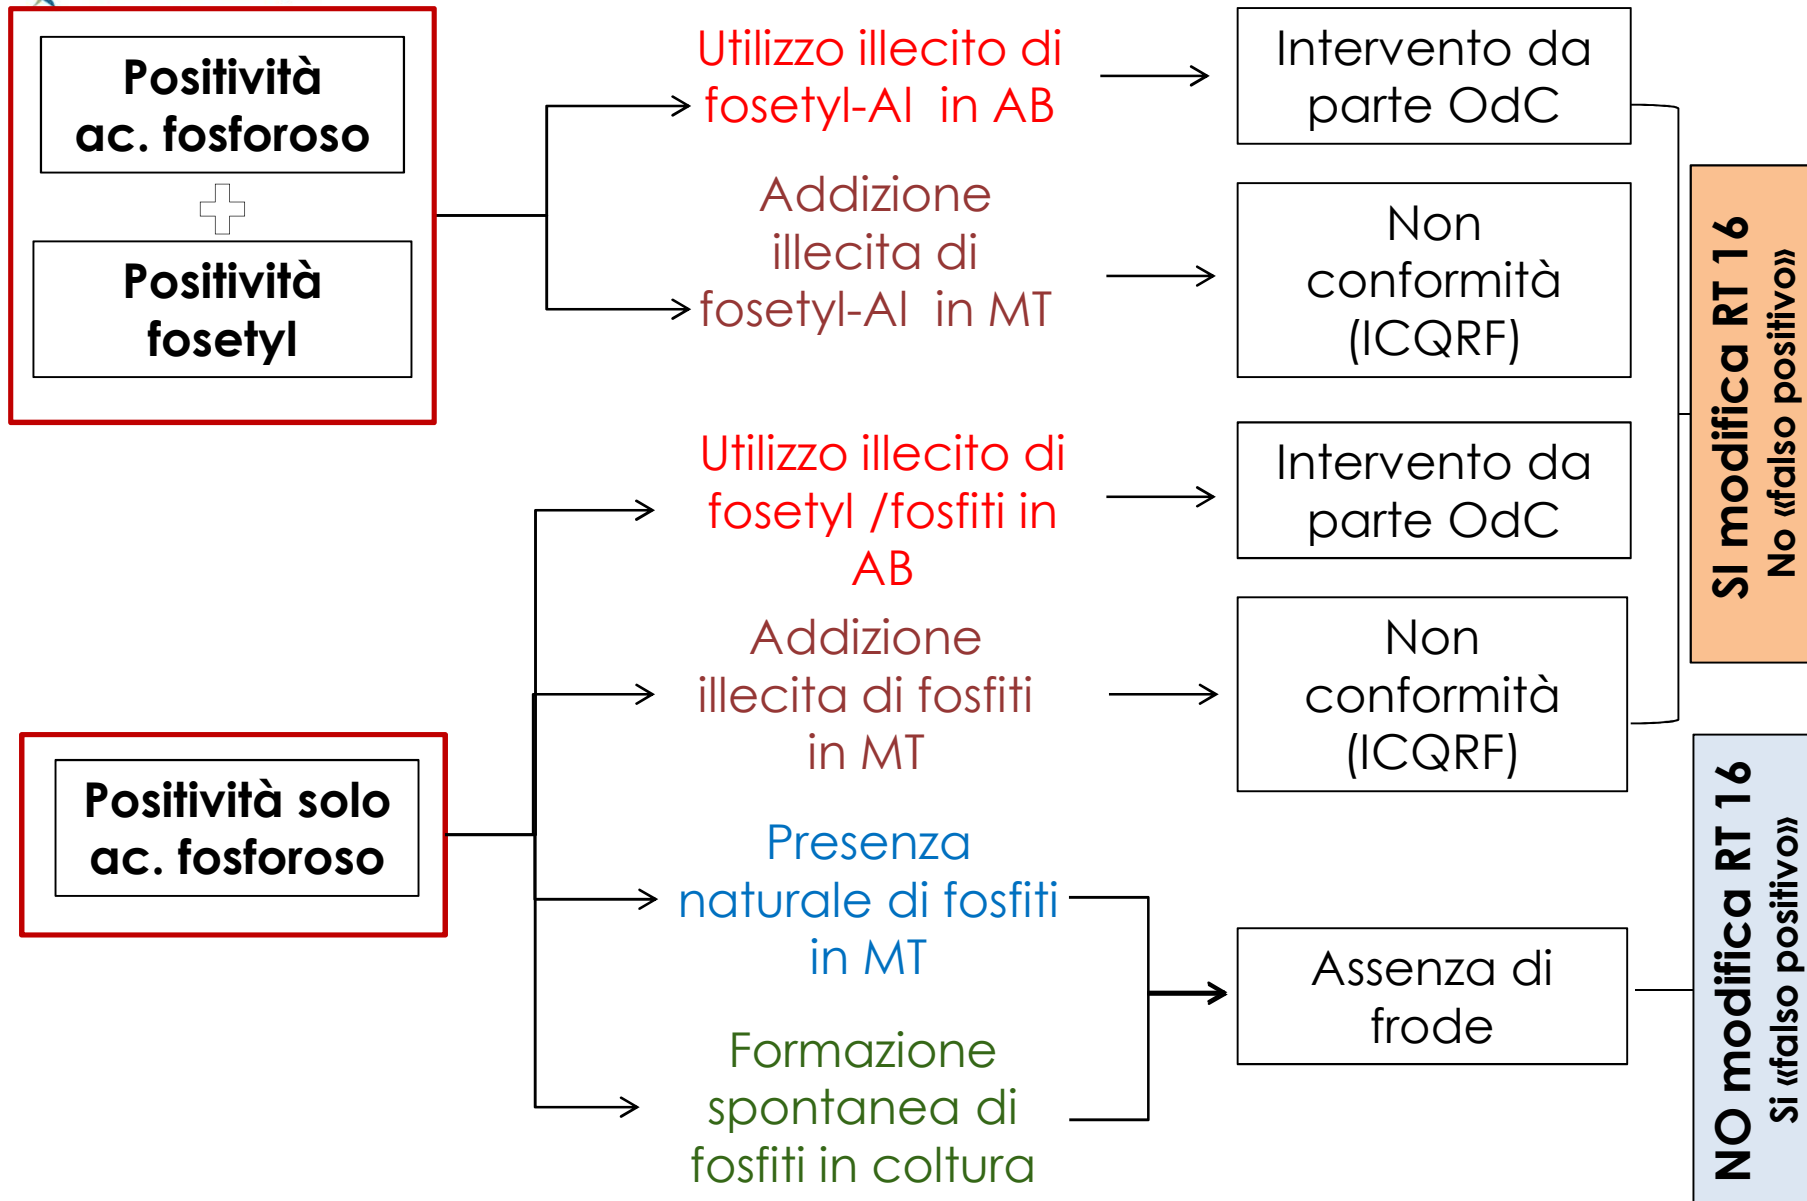 Positività
ac. fosforoso
Positività
fosetyl
Utilizzo illecito di
fosetyl-Al in AB
Intervento da
parte OdC
Addizione
illecita di
fosetyl-Al in MT
Non
conformità
(ICQRF)
SI modifica RT 16
No «falso positivo»
Positività solo
ac. fosforoso
Utilizzo illecito di
fosetyl /fosfiti in
AB
Intervento da
parte OdC
Addizione
illecita di fosfiti
in MT
Non
conformità
(ICQRF)
Presenza
naturale di fosfiti
in MT
Formazione
spontanea di
fosfiti in coltura
Assenza di
frode
NO modifica RT 16
Si «falso positivo»